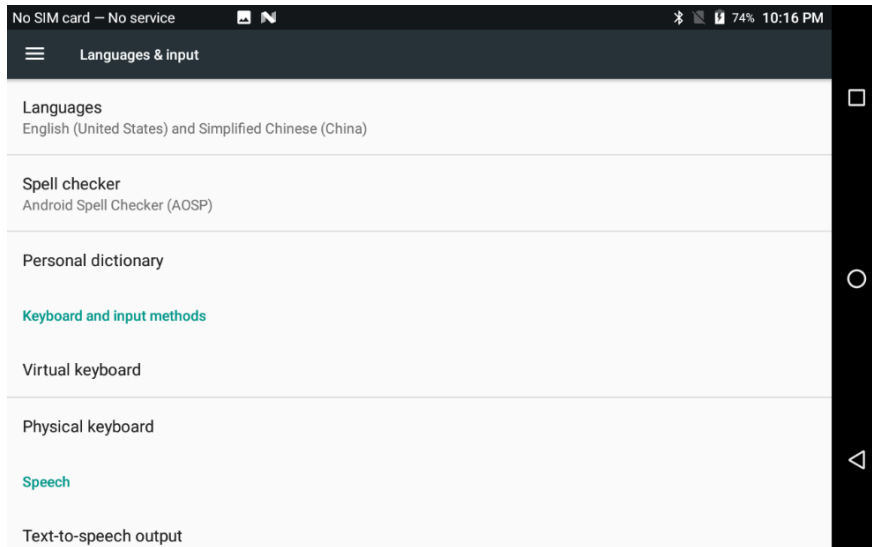 No SIM card — No service 74% 10:16 PM
Languages & input
Languages
English (United States) and Simplified Chinese (China)
Spell checker
Android Spell Checker (AOSP)
Personal dictionary
Keyboard and input methods
Virtual keyboard
Physical keyboard
Speech
Text-to-speech output